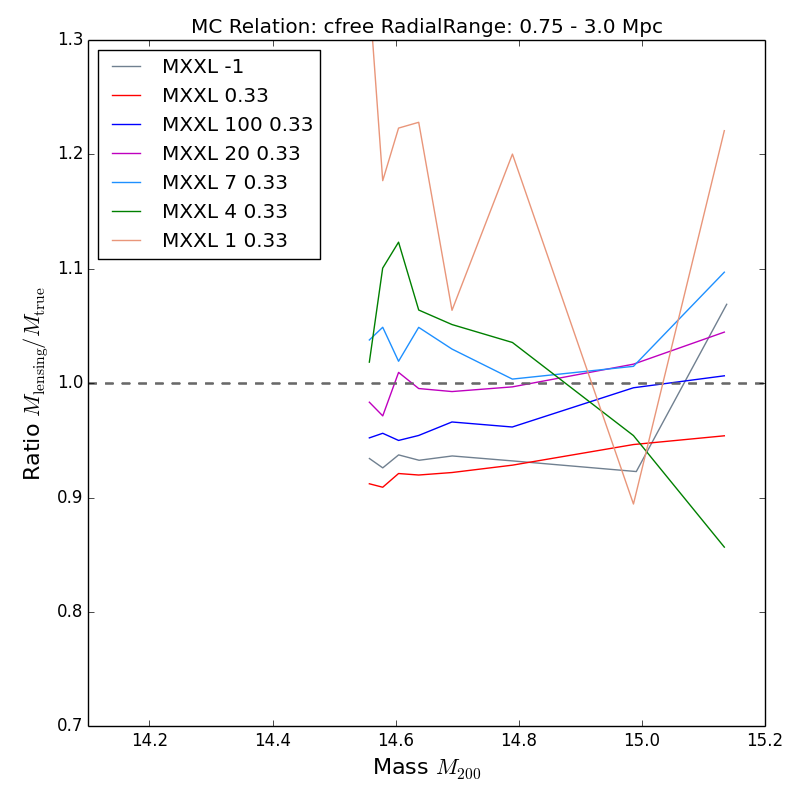 MC Relation: cfree RadialRange: 0.75 - 3.0 Mpc
1.3
1.2
1.1
1.0
0.9
0.8
0.7
Ratio M_lensing/M_true
MXXL -1
MXXL 0.33
MXXL 100 0.33
MXXL 20 0.33
MXXL 7 0.33
MXXL 4 0.33
MXXL 1 0.33
14.2 14.4 14.6 14.8 15.0 15.2
Mass M_200